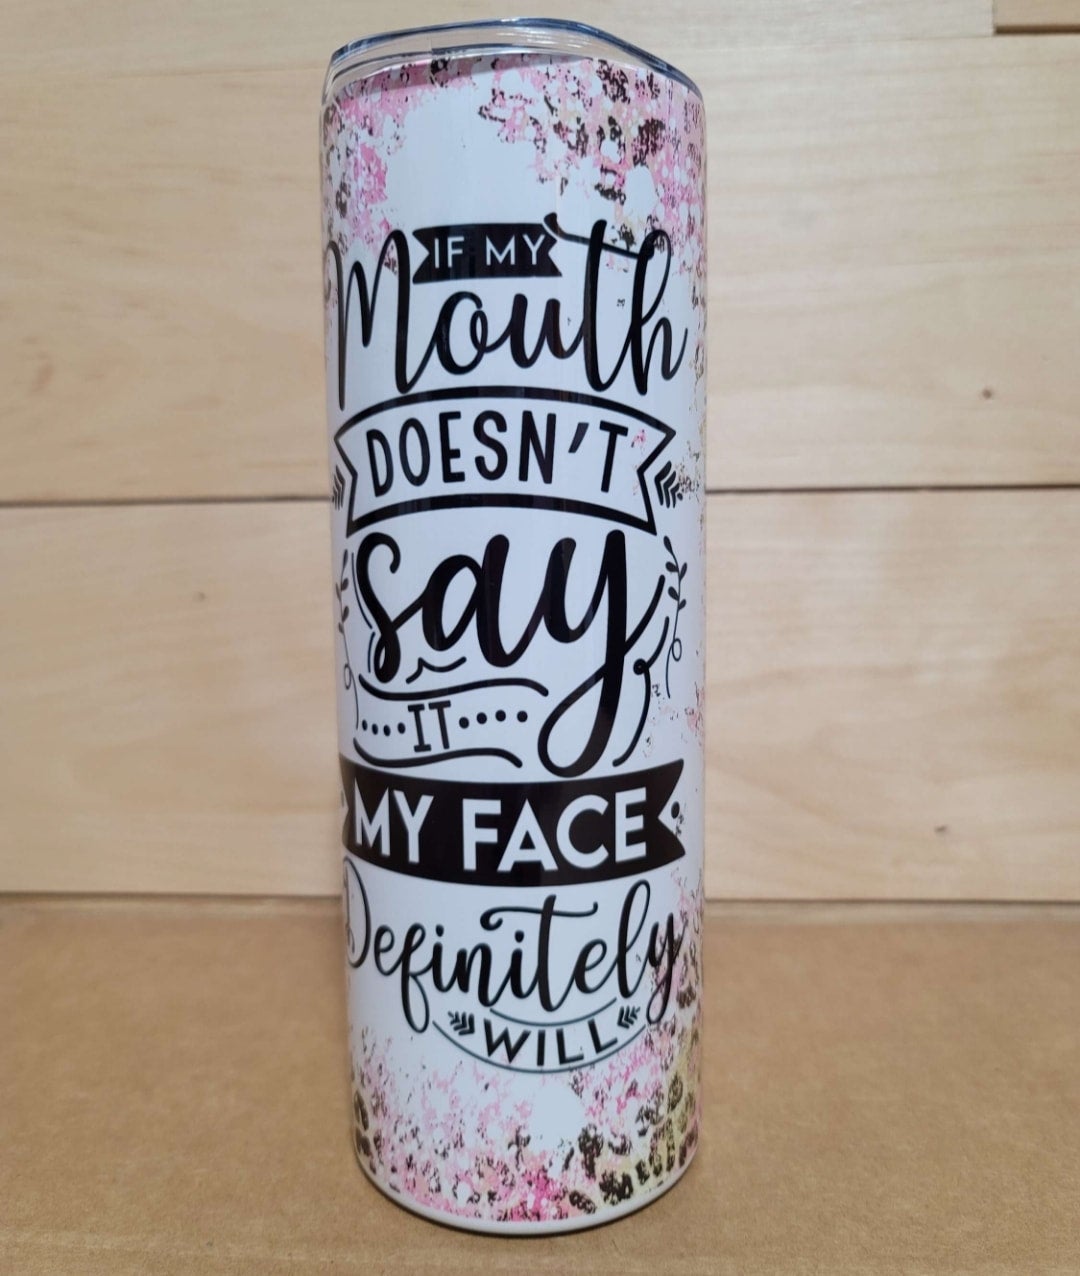 IF MY
Mouth
DOESN'T
say
IT
MY FACE
Definitely
WILL